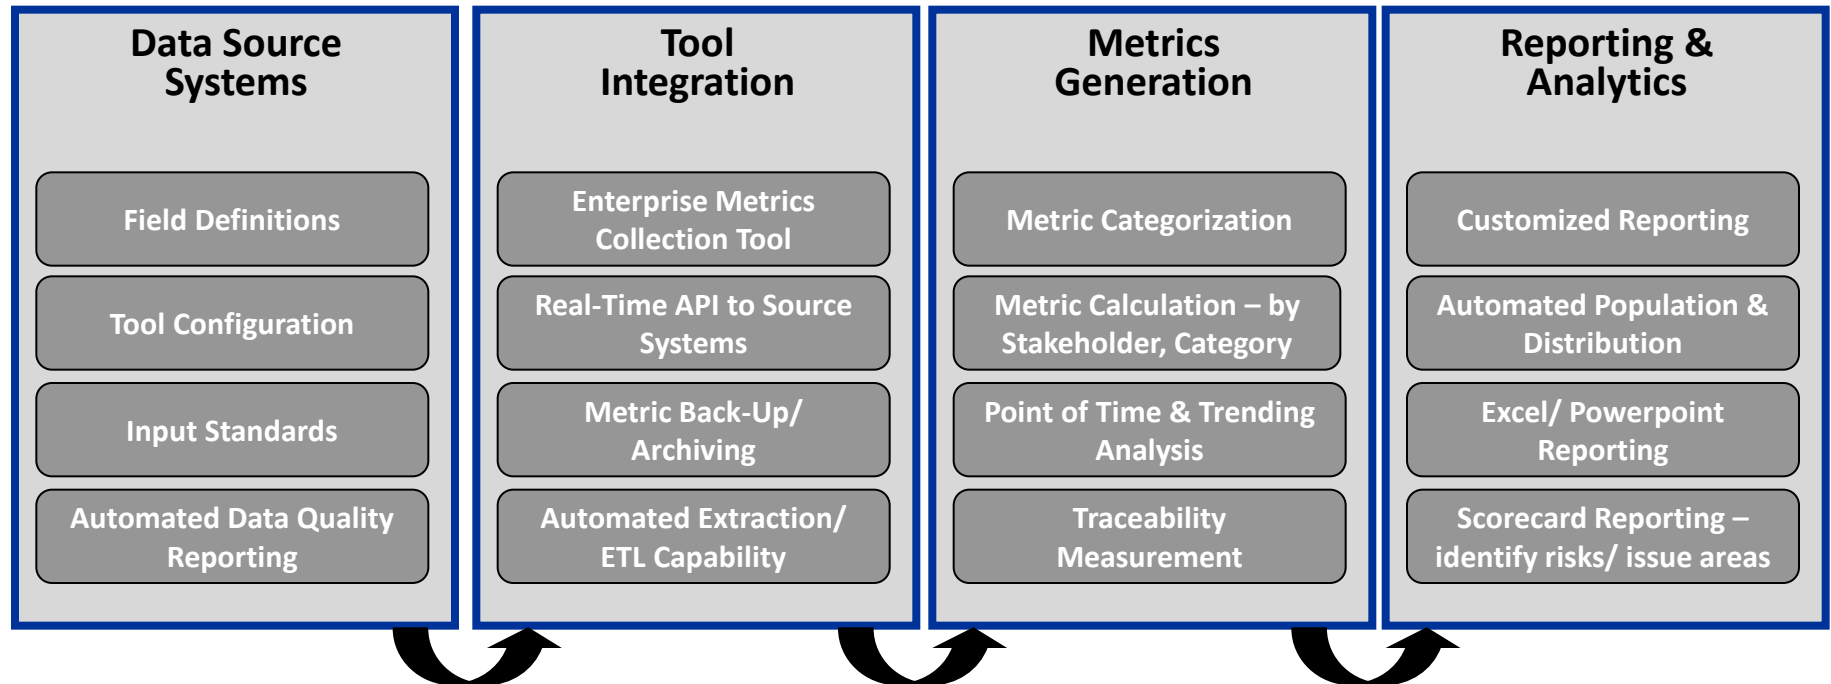 Data Source
Systems
Field Definitions
Tool Configuration
Input Standards
Automated Data Quality
Reporting
Tool
Integration
Enterprise Metrics
Collection Tool
Real-Time API to Source
Systems
Metric Back-Up/
Archiving
Automated Extraction/
ETL Capability
Metrics
Generation
Metric Categorization
Metric Calculation – by
Stakeholder, Category
Point of Time & Trending
Analysis
Traceability
Measurement
Reporting &
Analytics
Customized Reporting
Automated Population &
Distribution
Excel/ Powerpoint
Reporting
Scorecard Reporting –
identify risks/ issue areas